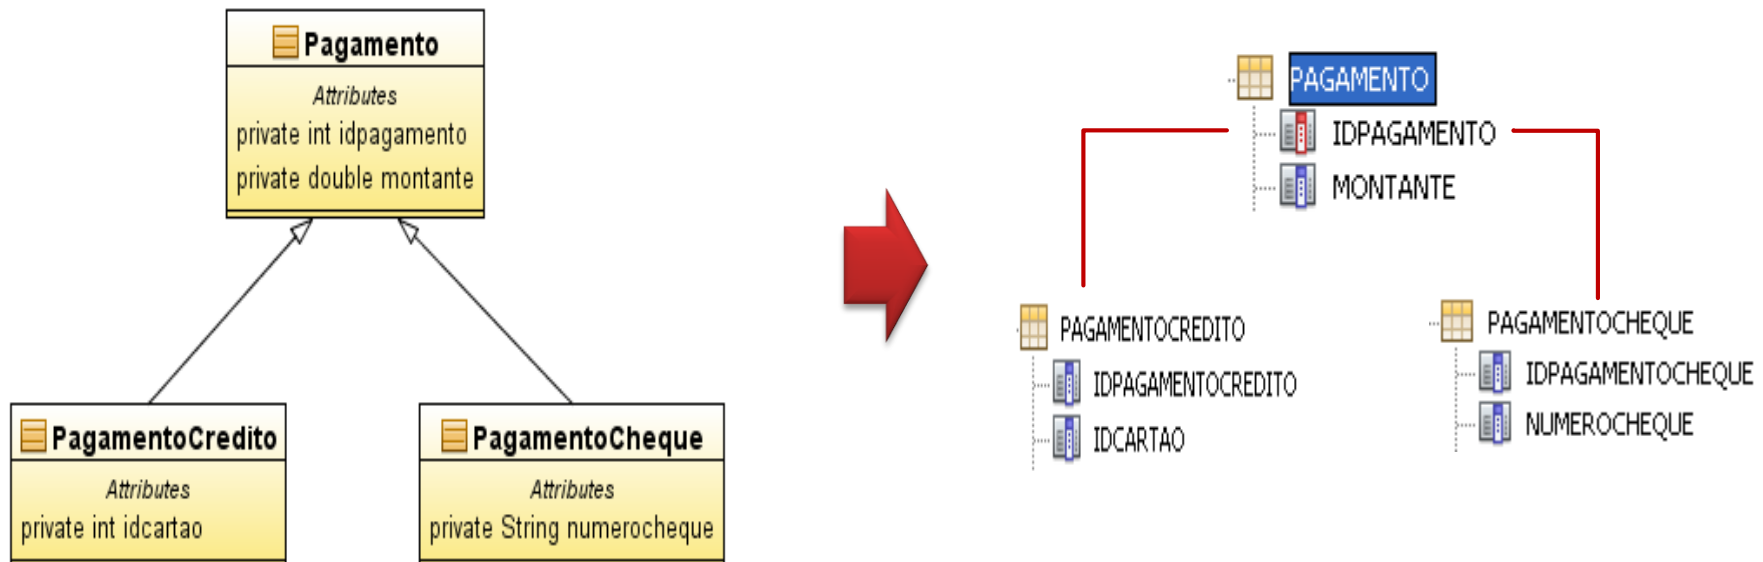 Pagamento
Attributes
private int idpagamento
private double montante
PagamentoCredito
Attributes
private int idcartao
PagamentoCheque
Attributes
private String numerocheque
PAGAMENTO
IDPAGAMENTO
MONTANTE
PAGAMENTOCREDITO
IDPAGAMENTOCREDITO
IDCARTAO
PAGAMENTOCHEQUE
IDPAGAMENTOCHEQUE
NUMEROCHEQUE